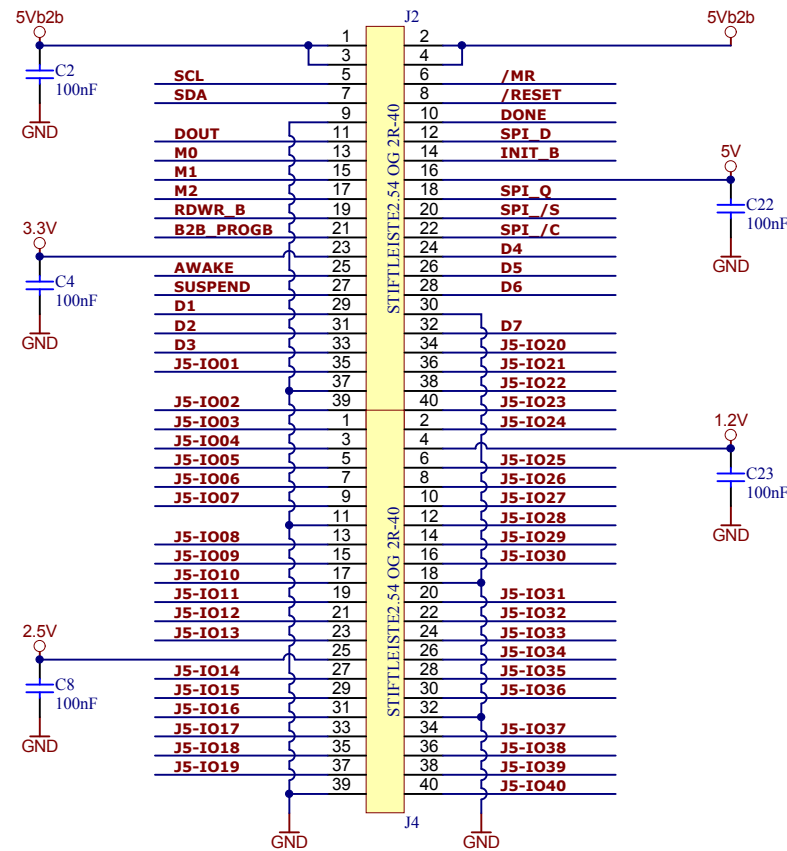 J2
5Vb2b 5Vb2b
1 2
3 4
C2
100nF
SCL 5 6 /MR
SDA 7 8 /RESET
9 10 DONE
GND
DOUT 11 12 SPI_D
M0 13 14 INIT_B
M1 15 16 5V
M2 17 18 SPI_Q
C22
100nF
RDWR_B 19 20 SPI_/S
B2B_PROGB 21 22 SPI_/C
3.3V 23 24 D4
GND
AWAKE 25 26 D5
C4
100nF
SUSPEND 27 28 D6
D1 29 30
D2 31 32 D7
GND
D3 33 34 J5-IO20
J5-IO01 35 36 J5-IO21
37 38 J5-IO22
J5-IO02 39 40 J5-IO23
STIFTLEISTE2.54 OG 2R-40
J5-IO03 1 2 J5-IO24
J5-IO04 3 4 1.2V
J5-IO05 5 6 J5-IO25
C23
100nF
J5-IO06 7 8 J5-IO26
J5-IO07 9 10 J5-IO27
11 12 J5-IO28
GND
J5-IO08 13 14 J5-IO29
J5-IO09 15 16 J5-IO30
J5-IO10 17 18
J5-IO11 19 20 J5-IO31
J5-IO12 21 22 J5-IO32
J5-IO13 23 24 J5-IO33
2.5V 25 26 J5-IO34
J5-IO14 27 28 J5-IO35
C8
100nF
J5-IO15 29 30 J5-IO36
J5-IO16 31 32
J5-IO17 33 34 J5-IO37
GND
J5-IO18 35 36 J5-IO38
J5-IO19 37 38 J5-IO39
39 40 J5-IO40
STIFTLEISTE2.54 OG 2R-40
J4
GND GND